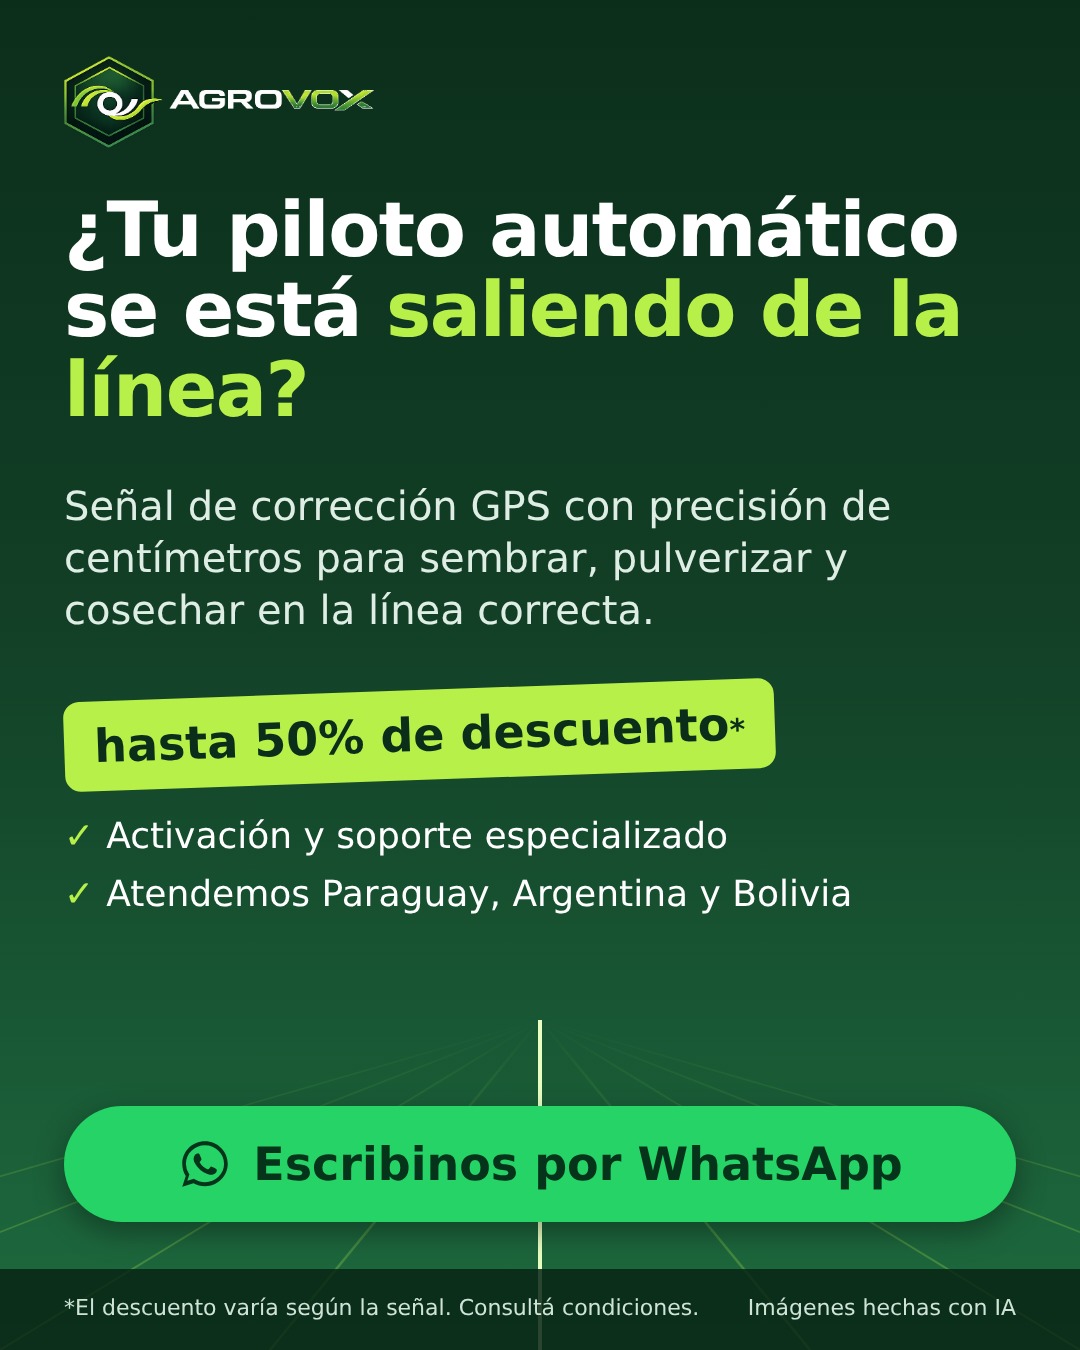 AGROVOX
¿Tu piloto automático
se está saliendo de la
línea?
Señal de corrección GPS con precisión de
centímetros para sembrar, pulverizar y
cosechar en la línea correcta.
hasta 50% de descuento*
✓ Activación y soporte especializado
✓ Atendemos Paraguay, Argentina y Bolivia
Escribinos por WhatsApp
*El descuento varía según la señal. Consultá condiciones. Imágenes hechas con IA